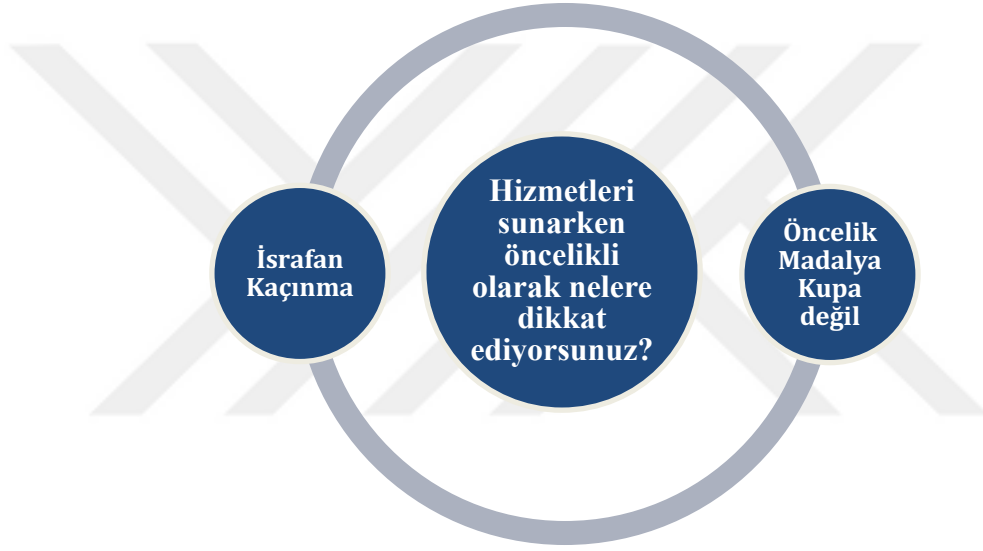 Hizmetleri
sunarken
öncelikli
olarak nelere
dikkat
ediyorsunuz?
İsrafan
Kaçınma
Öncelik
Madalya
Kupa
değil